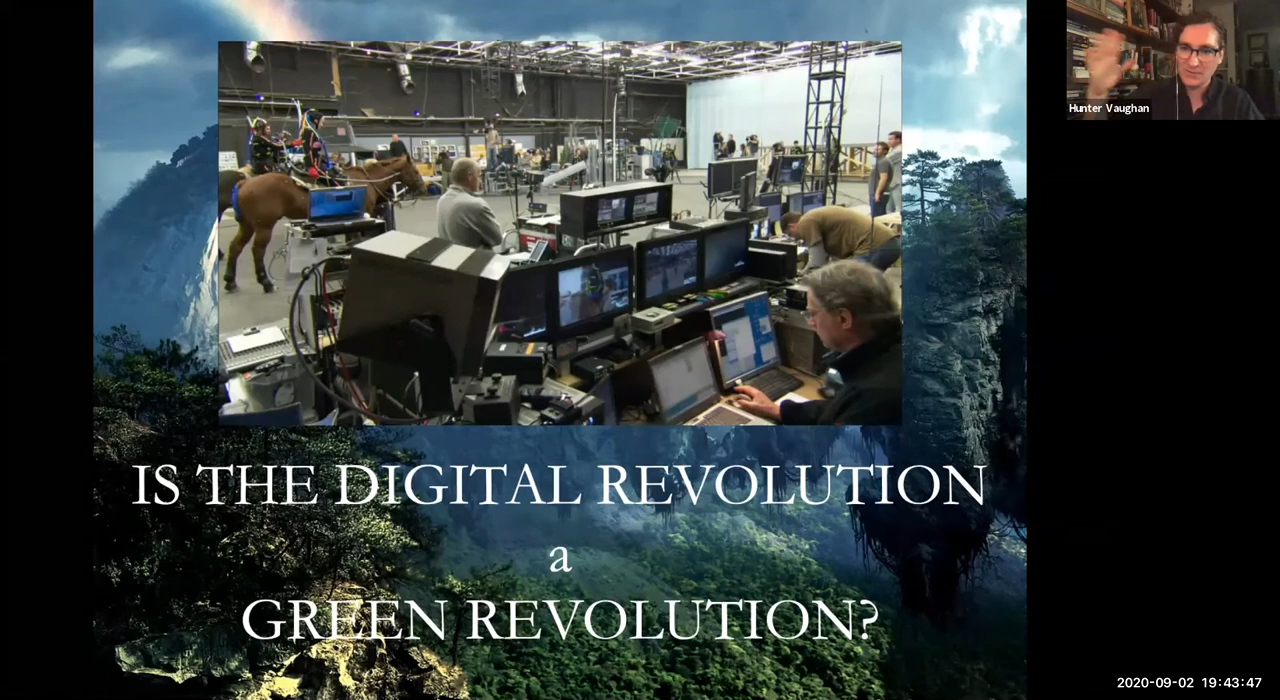 Hunter Vaughan
IS THE DIGITAL REVOLUTION
a
GREEN REVOLUTION?
2020-09-02 19:43:47